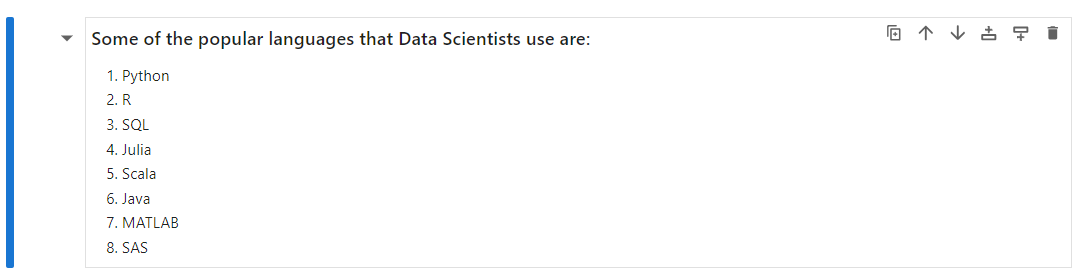 Some of the popular languages that Data Scientists use are:
1. Python
2. R
3. SQL
4. Julia
5. Scala
6. Java
7. MATLAB
8. SAS